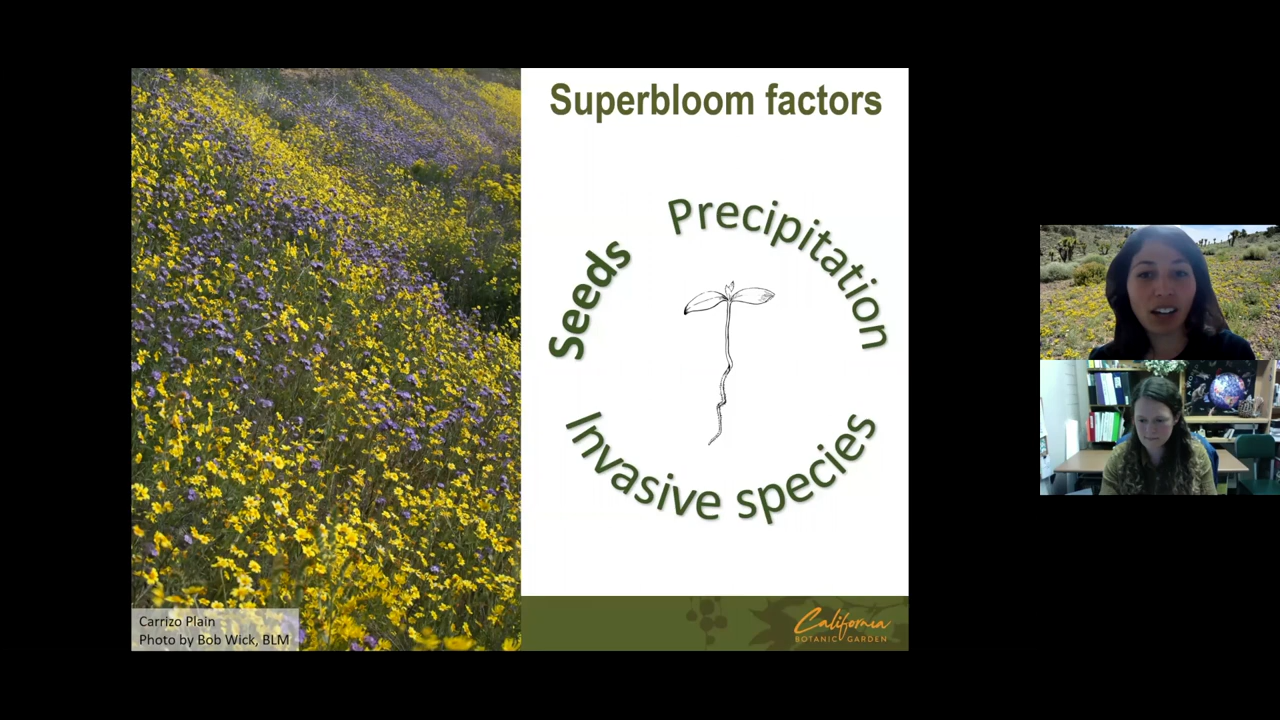 Superbloom factors
Seeds
Precipitation
Invasive species
Carrizo Plain
Photo by Bob Wick, BLM
California
BOTANIC GARDEN